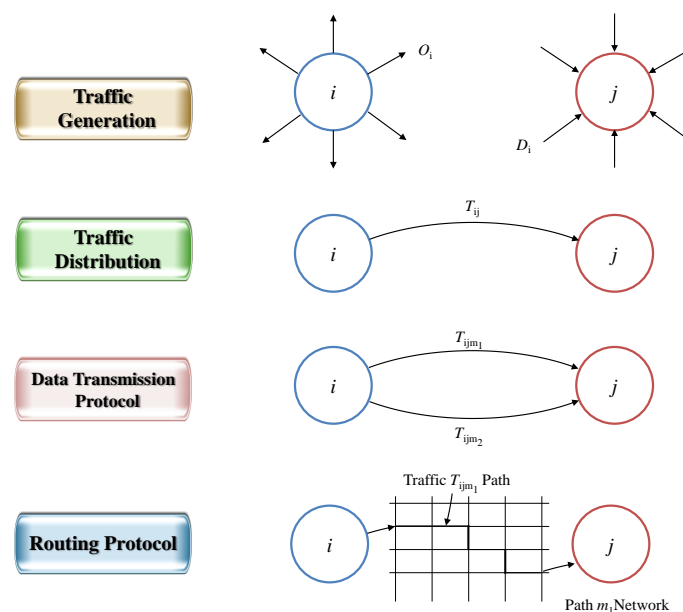 Traffic
Generation
i
O_i
j
D_i
Traffic
Distribution
i
T_ij
j
Data Transmission
Protocol
i
T_ijm₁
T_ijm₂
j
Routing Protocol
i
Traffic T_ijm₁ Path
j
Path m₁Network